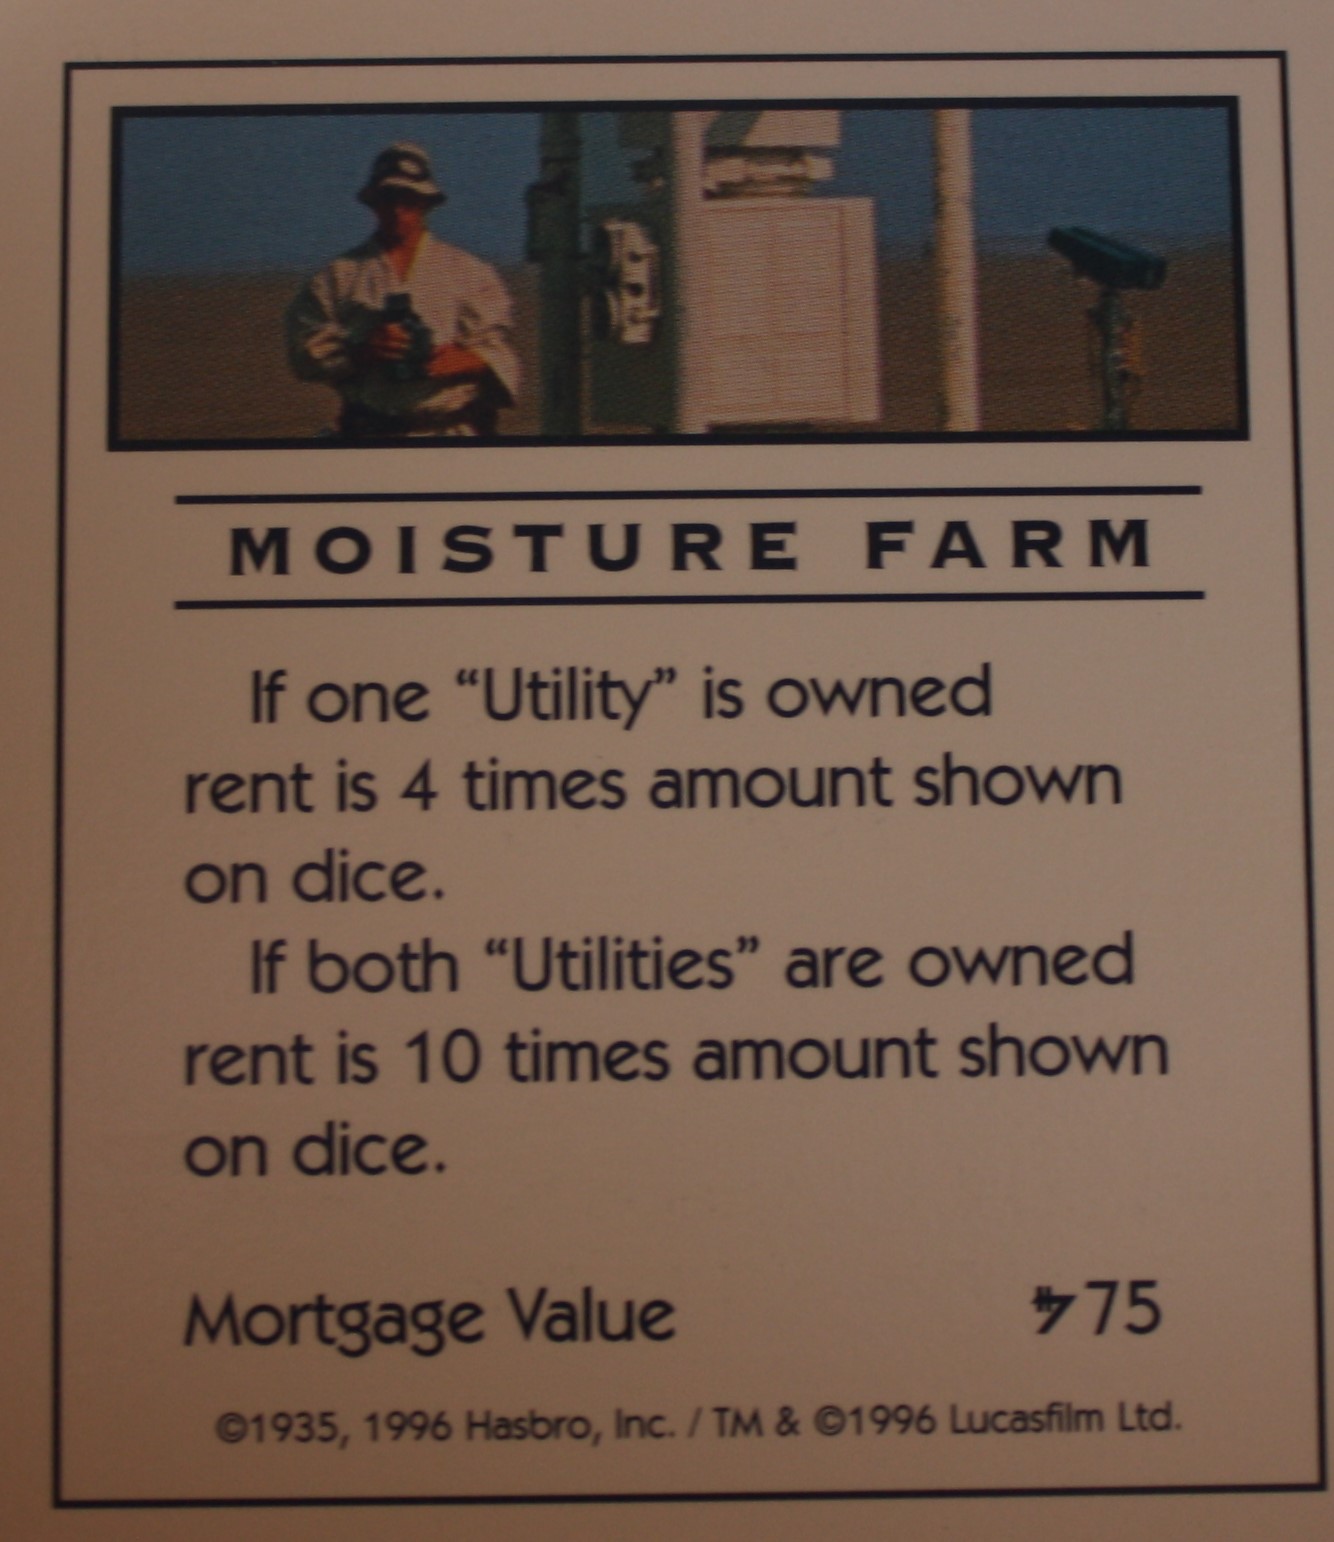 MOISTURE FARM
If one “Utility” is owned
rent is 4 times amount shown
on dice.
If both “Utilities” are owned
rent is 10 times amount shown
on dice.
Mortgage Value 75
©1935, 1996 Hasbro, Inc. / TM & ©1996 Lucasfilm Ltd.